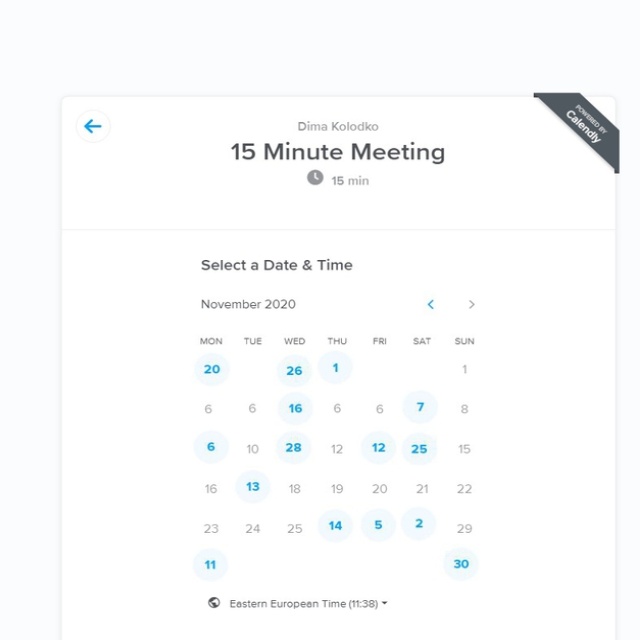 POWERED BY
Calendly
Dima Kolodko
15 Minute Meeting
15 min
Select a Date & Time
November 2020
MON TUE WED THU FRI SAT SUN
20 26 1 1
6 6 16 6 6 7 8
6 10 28 12 12 25 15
16 13 18 19 20 21 22
23 24 25 14 5 2 29
11 30
Eastern European Time (11:38)